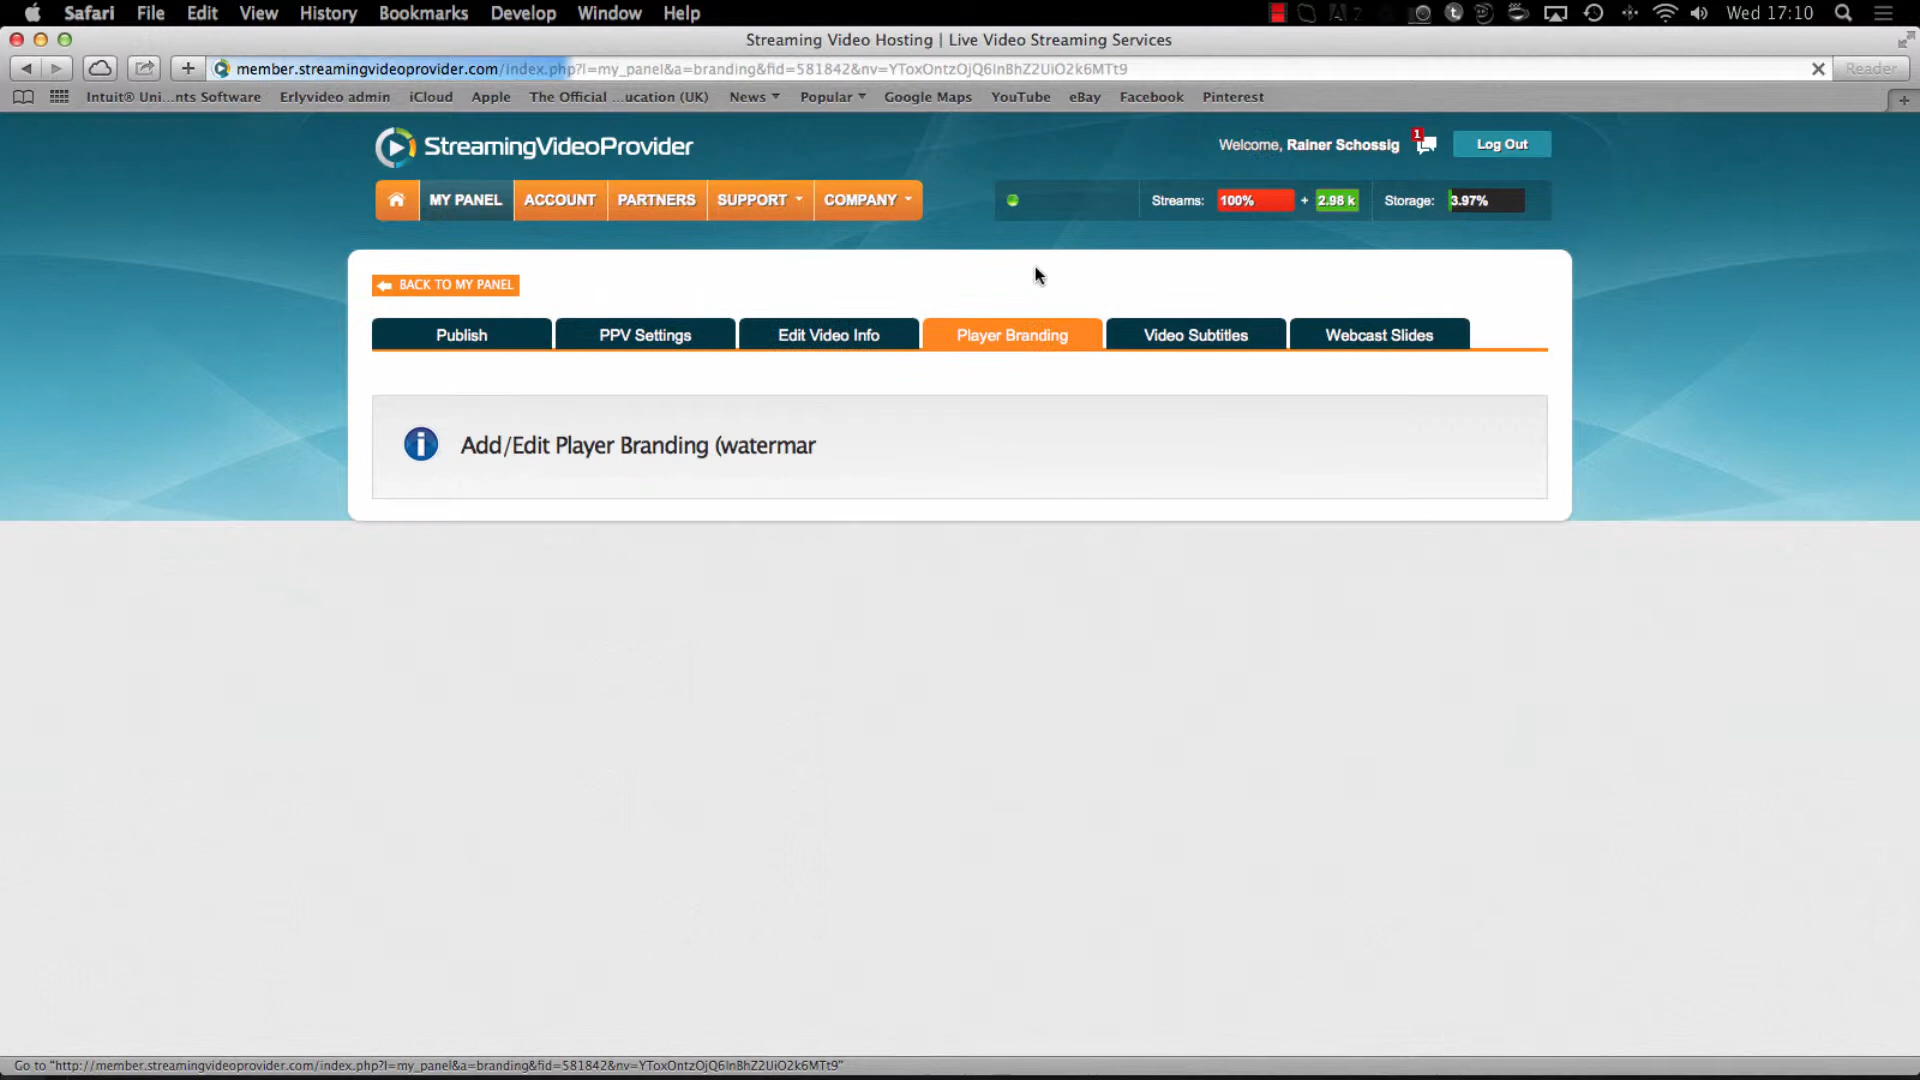 Safari File Edit View History Bookmarks Develop Window Help Wed 17:10
Streaming Video Hosting | Live Video Streaming Services
member.streamingvideoprovider.com/index.php?l=my_panel&a=branding&fid=581842&nv=YToxOntzOjQ6InBhZ2UiO2k6MTt9 Reader
Intuit® Uni...nts Software Erlyvideo admin iCloud Apple The Official ...ucation (UK) News Popular Google Maps YouTube eBay Facebook Pinterest
StreamingVideoProvider Welcome, Rainer Schossig 1 Log Out
MY PANEL ACCOUNT PARTNERS SUPPORT COMPANY Streams: 100% + 2.98 k Storage: 3.97%
BACK TO MY PANEL
Publish PPV Settings Edit Video Info Player Branding Video Subtitles Webcast Slides
Add/Edit Player Branding (watermar
Go to "http://member.streamingvideoprovider.com/index.php?l=my_panel&a=branding&fid=581842&nv=YToxOntzOjQ6InBhZ2UiO2k6MTt9"